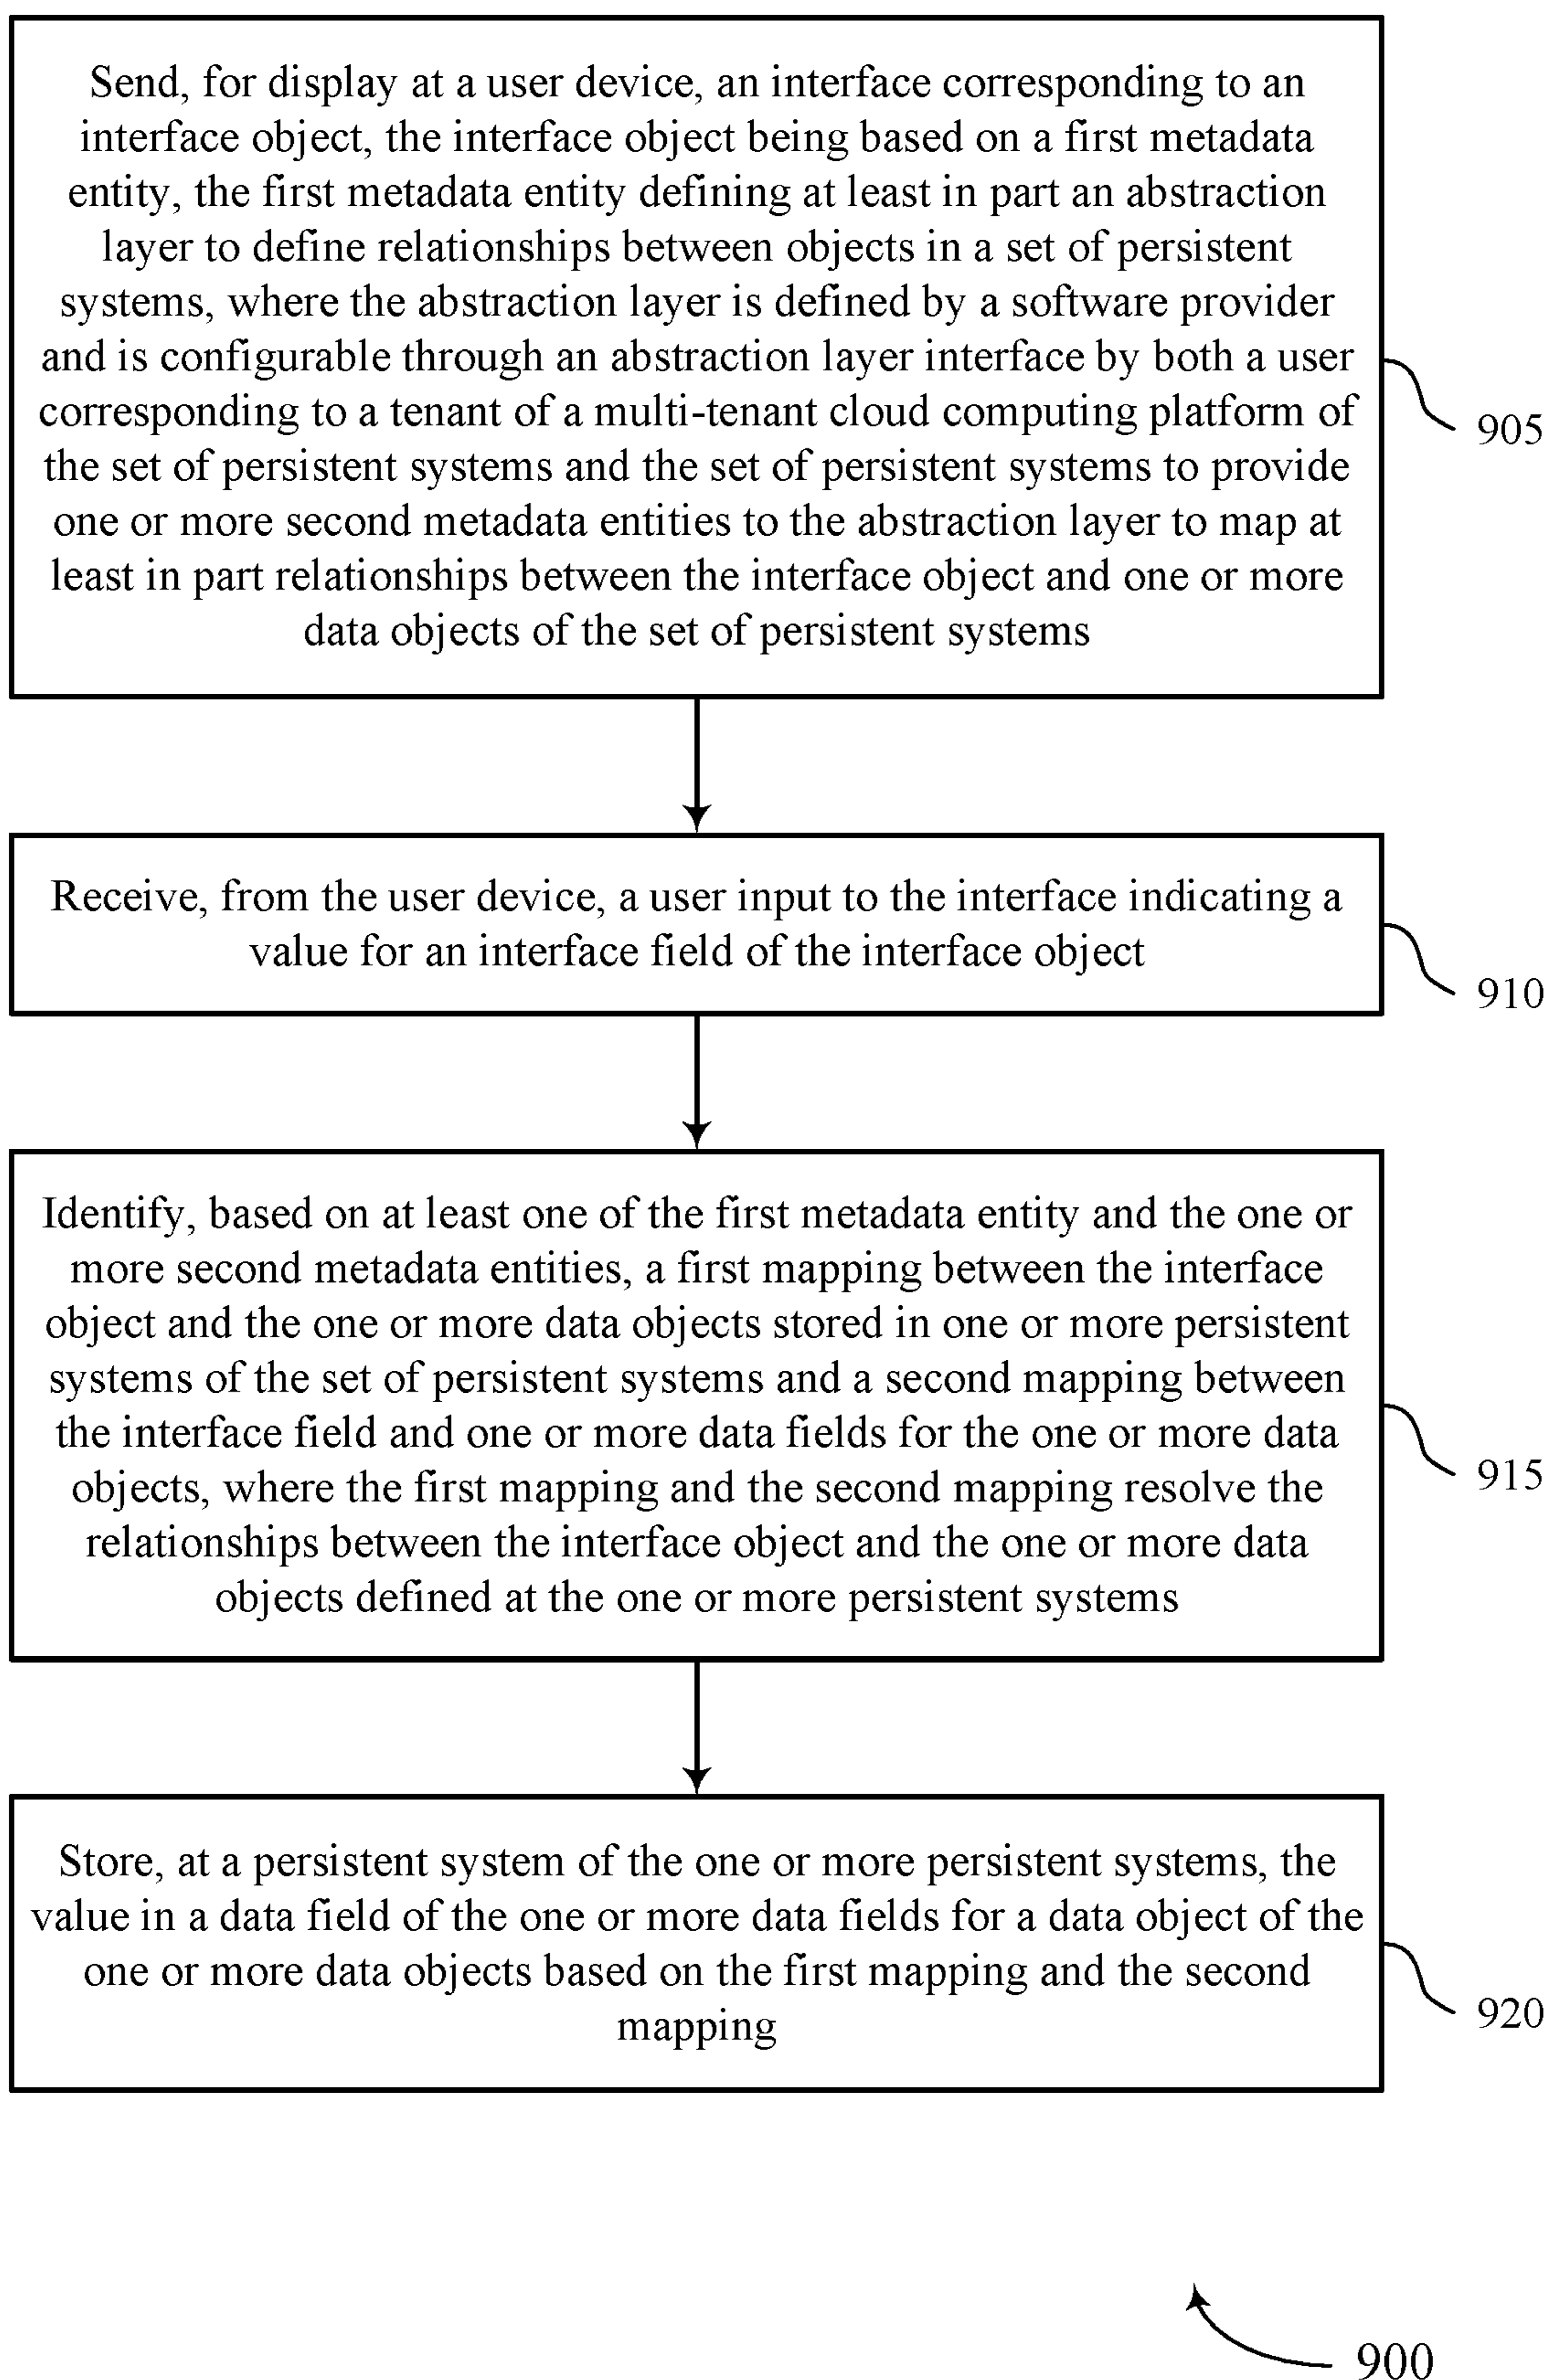 Send, for display at a user device, an interface corresponding to an
interface object, the interface object being based on a first metadata
entity, the first metadata entity defining at least in part an abstraction
layer to define relationships between objects in a set of persistent
systems, where the abstraction layer is defined by a software provider
and is configurable through an abstraction layer interface by both a user
corresponding to a tenant of a multi-tenant cloud computing platform of
the set of persistent systems and the set of persistent systems to provide
one or more second metadata entities to the abstraction layer to map at
least in part relationships between the interface object and one or more
data objects of the set of persistent systems
905
Receive, from the user device, a user input to the interface indicating a
value for an interface field of the interface object
910
Identify, based on at least one of the first metadata entity and the one or
more second metadata entities, a first mapping between the interface
object and the one or more data objects stored in one or more persistent
systems of the set of persistent systems and a second mapping between
the interface field and one or more data fields for the one or more data
objects, where the first mapping and the second mapping resolve the
relationships between the interface object and the one or more data
objects defined at the one or more persistent systems
915
Store, at a persistent system of the one or more persistent systems, the
value in a data field of the one or more data fields for a data object of the
one or more data objects based on the first mapping and the second
mapping
920
900